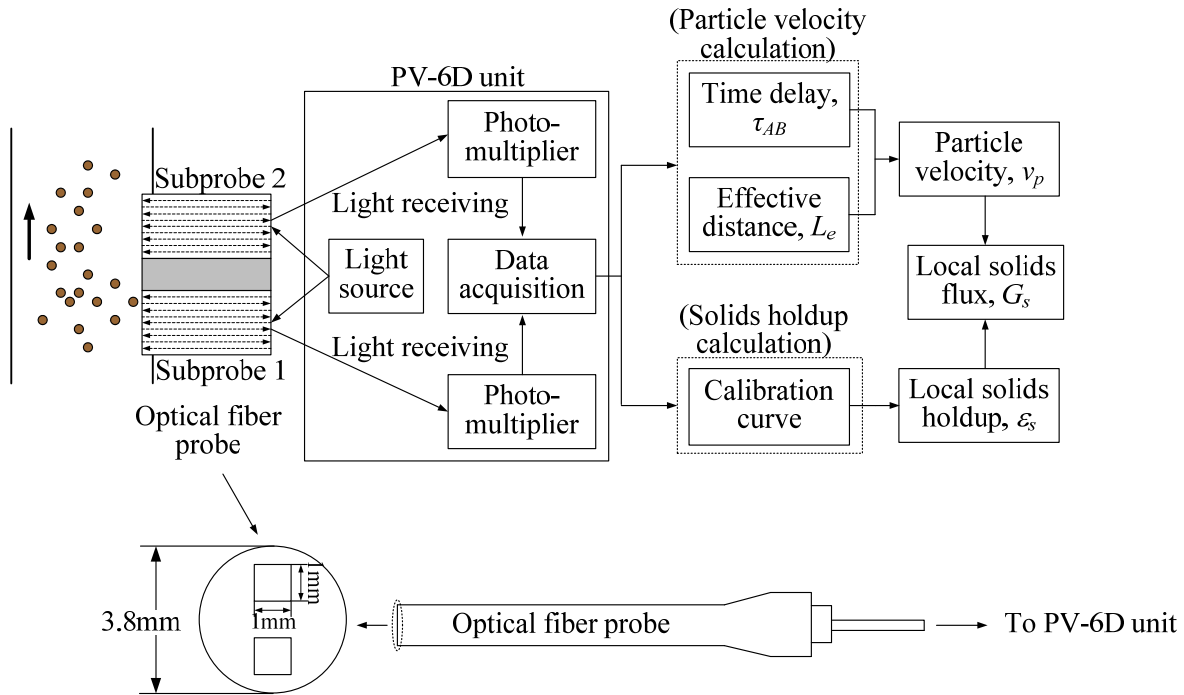 (Particle velocity
calculation)
PV-6D unit
Time delay,
τAB
Photo-
multiplier
Particle
velocity, vp
Subprobe 2
Light receiving
Effective
distance, Le
Light
source
Data
acquisition
Local solids
flux, Gs
(Solids holdup
calculation)
Light receiving
Subprobe 1
Photo-
multiplier
Calibration
curve
Local solids
holdup, εs
Optical fiber
probe
1mm
1mm
3.8mm
Optical fiber probe
To PV-6D unit